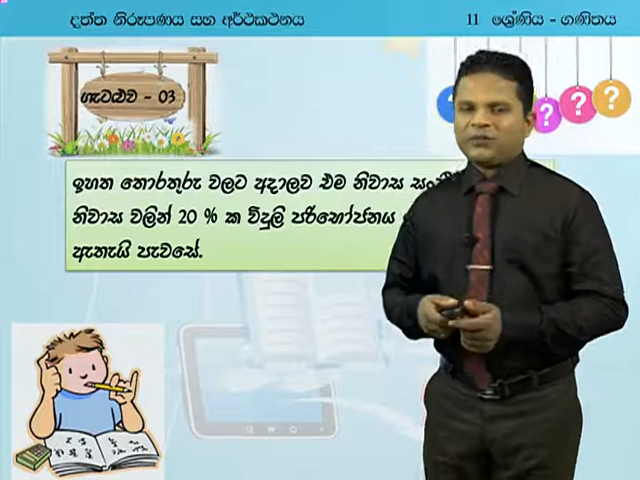 දත්ත නිරූපණය සහ අර්ථකථනය
11 ශ්‍රේණිය - ගණිතය
ගැටළුව - 03
ඉහත තොරතුරු වලට අදාලව එම නිවාස
නිවාස වලින් 20 % ක විදුලි පරිභෝජනය
ඇතැයි පැවසේ.